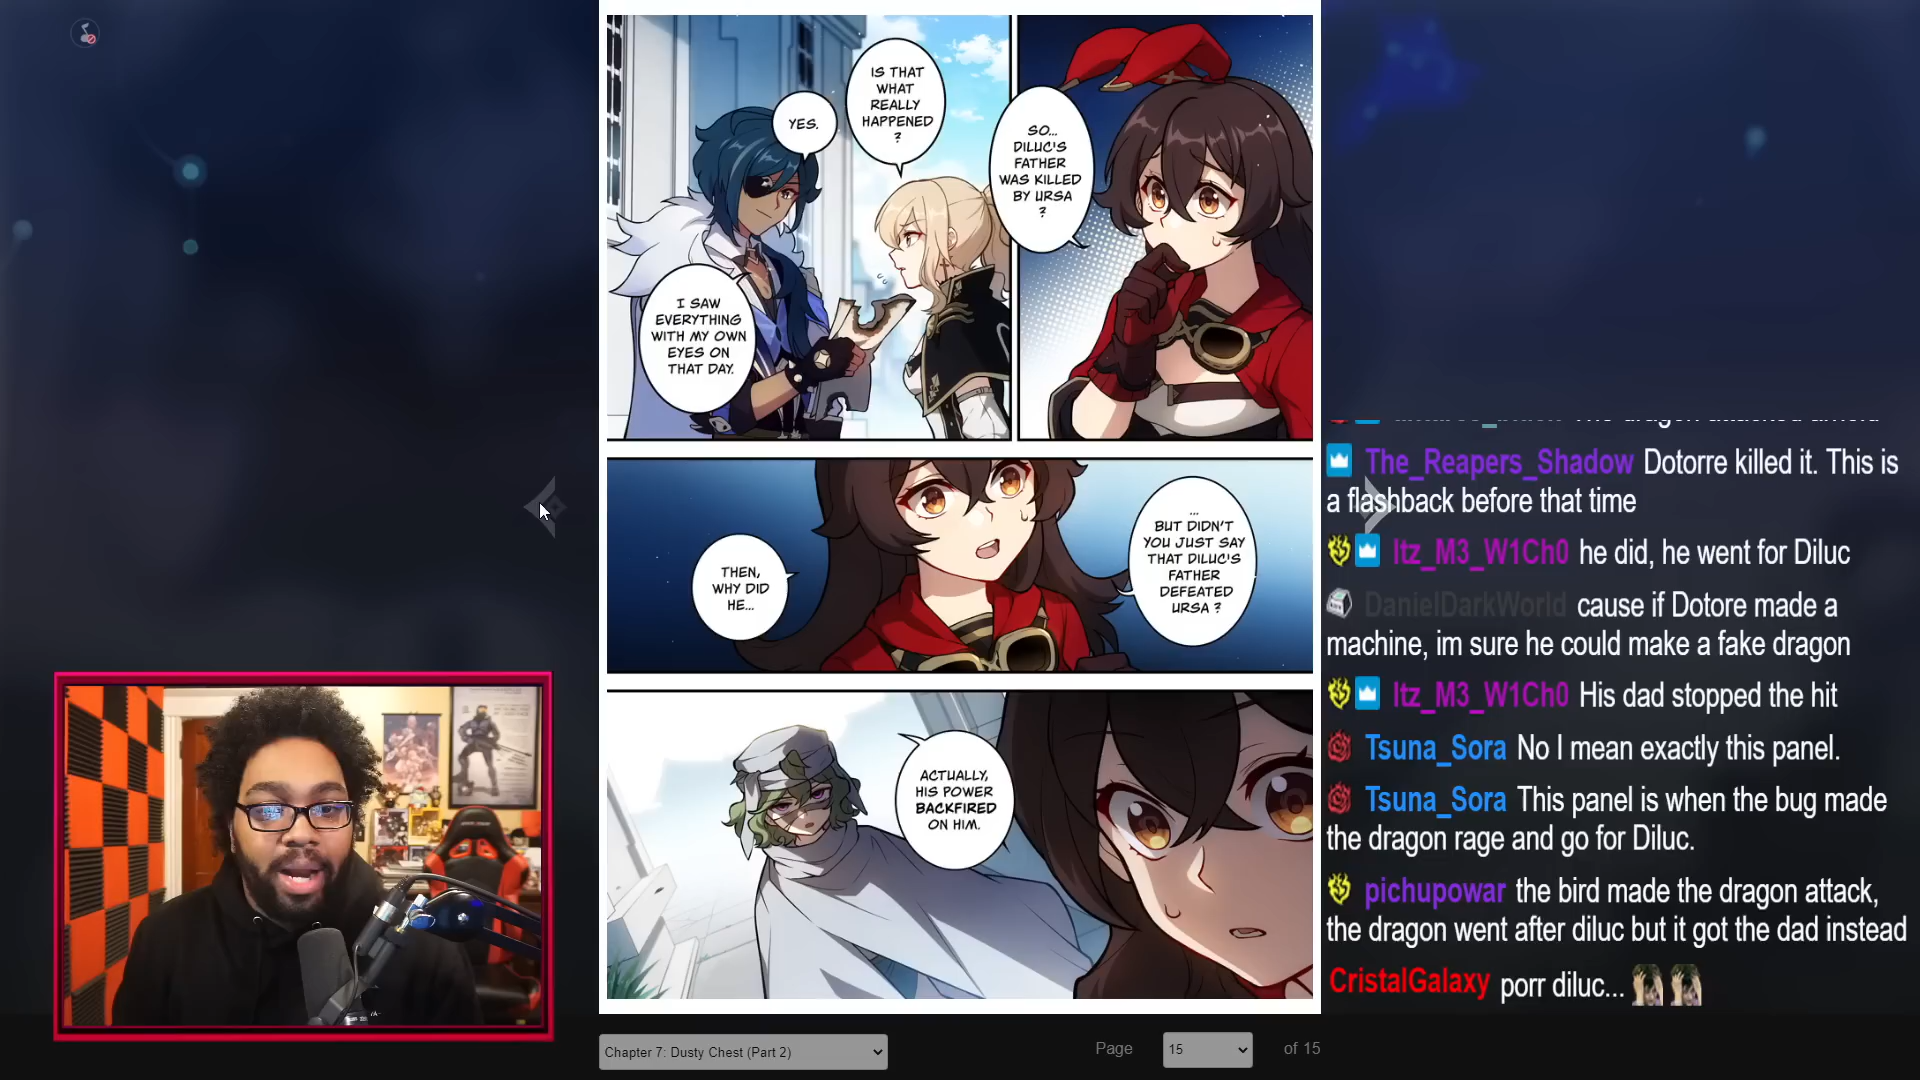 YES.
IS THAT
WHAT
REALLY
HAPPENED
?
I SAW
EVERYTHING
WITH MY OWN
EYES ON
THAT DAY.
SO...
DILUC'S
FATHER
WAS KILLED
BY URSA
?
...
BUT DIDN'T
YOU JUST SAY
THAT DILUC'S
FATHER
DEFEATED
URSA ?
THEN,
WHY DID
HE...
ACTUALLY,
HIS POWER
BACKFIRED
ON HIM.
The_Reapers_Shadow Dotorre killed it. This is
a flashback before that time
Itz_M3_W1Ch0 he did, he went for Diluc
DanielDarkWorld cause if Dotore made a
machine, im sure he could make a fake dragon
Itz_M3_W1Ch0 His dad stopped the hit
Tsuna_Sora No I mean exactly this panel.
Tsuna_Sora This panel is when the bug made
the dragon rage and go for Diluc.
pichupowar the bird made the dragon attack,
the dragon went after diluc but it got the dad instead
CristalGalaxy porr diluc...
Chapter 7: Dusty Chest (Part 2)
Page 15 of 15